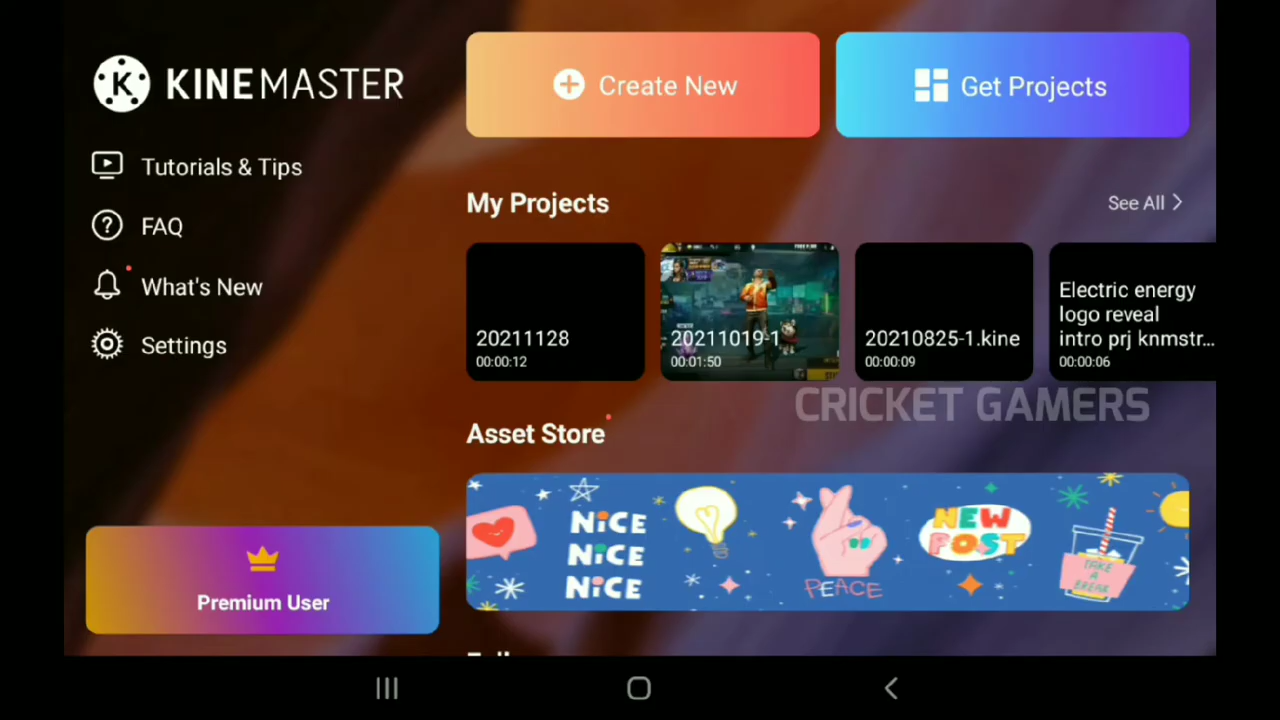 KINEMASTER
Tutorials & Tips
FAQ
What's New
Settings
Premium User
Create New
Get Projects
My Projects
See All
20211128
00:00:12
20211019-1
00:01:50
20210825-1.kine
00:00:09
Electric energy
logo reveal
intro prj knmstr...
00:00:06
CRICKET GAMERS
Asset Store
NiCE
NiCE
NiCE
PEACE
NEW
POST
TAKE
A
BREAK